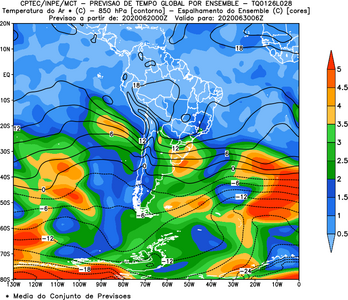 CPTEC/INPE/MCT - PREVISAO DE TEMPO GLOBAL POR ENSEMBLE - TQ0126L028
Temperatura do Ar * (C) - 850 hPa [contorno] - Espalhamento do Ensemble (C) [cores]
Previsao a partir de: 2020062000Z Valido para: 2020063006Z
20N
10N
EQ
10S
20S
30S
40S
50S
60S
70S
80S
130W 120W 110W 100W 90W 80W 70W 60W 50W 40W 30W 20W 10W 0
5
4.5
4
3.5
3
2.5
2
1.5
1
0.5
18
18
12
12
12
12
6
6
6
0
0
-6
-6
-6
-12
-12
-12
-18
-24
* Media do Conjunto de Previsoes